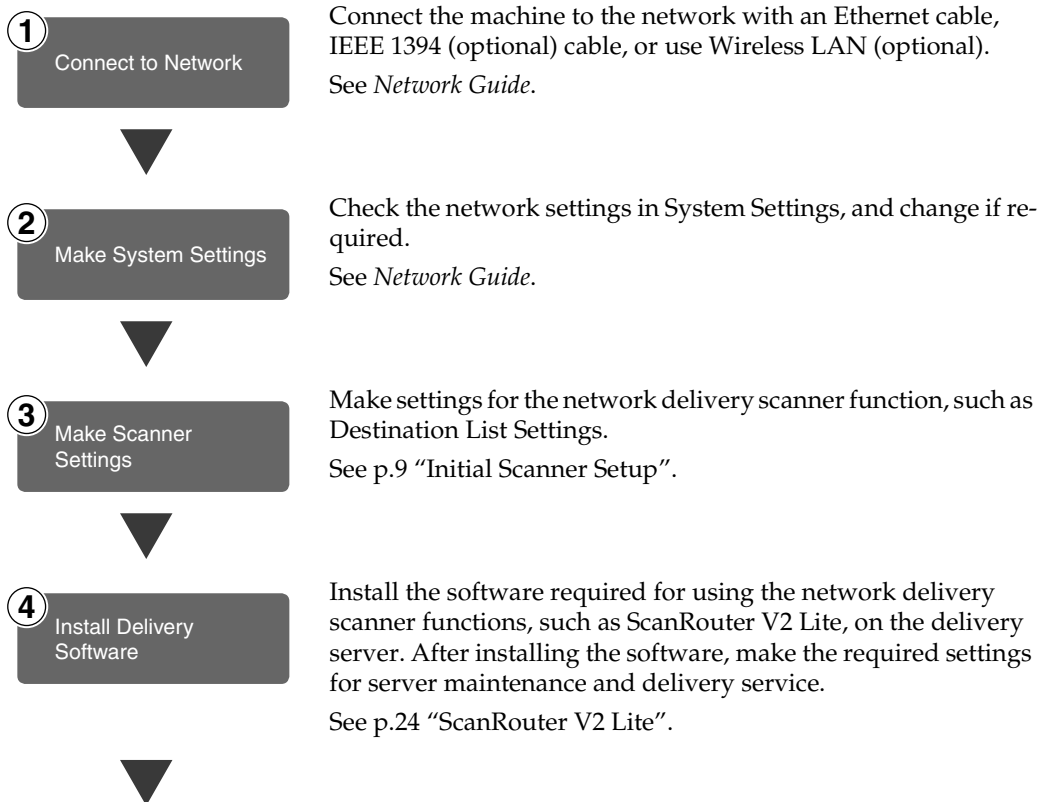 1
Connect to Network
Connect the machine to the network with an Ethernet cable,
IEEE 1394 (optional) cable, or use Wireless LAN (optional).
See Network Guide.
2
Make System Settings
Check the network settings in System Settings, and change if re-
quired.
See Network Guide.
3
Make Scanner
Settings
Make settings for the network delivery scanner function, such as
Destination List Settings.
See p.9 “Initial Scanner Setup”.
4
Install Delivery
Software
Install the software required for using the network delivery
scanner functions, such as ScanRouter V2 Lite, on the delivery
server. After installing the software, make the required settings
for server maintenance and delivery service.
See p.24 “ScanRouter V2 Lite”.